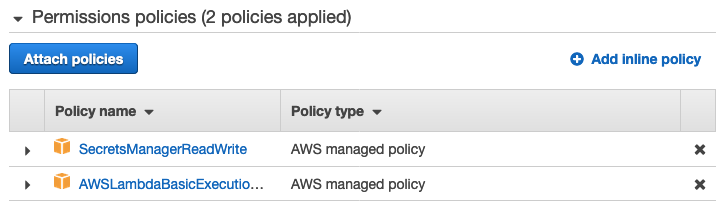 Permissions policies (2 policies applied)
Attach policies
Add inline policy
Policy name
Policy type
SecretsManagerReadWrite
AWS managed policy
AWSLambdaBasicExecutio...
AWS managed policy